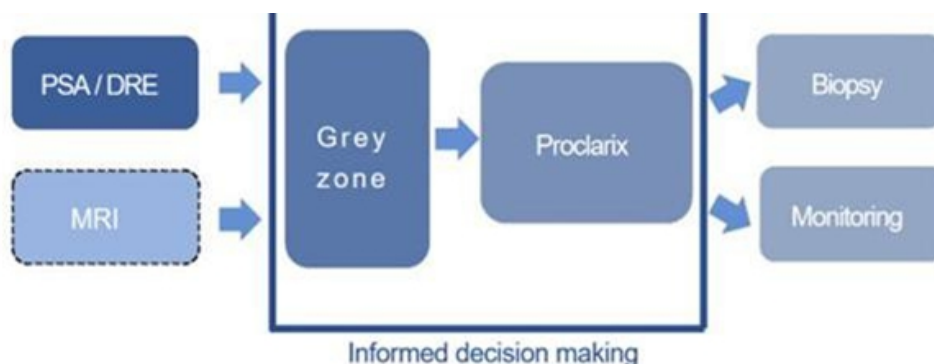 PSA / DRE
MRI
Grey
zone
Proclarix
Biopsy
Monitoring
Informed decision making